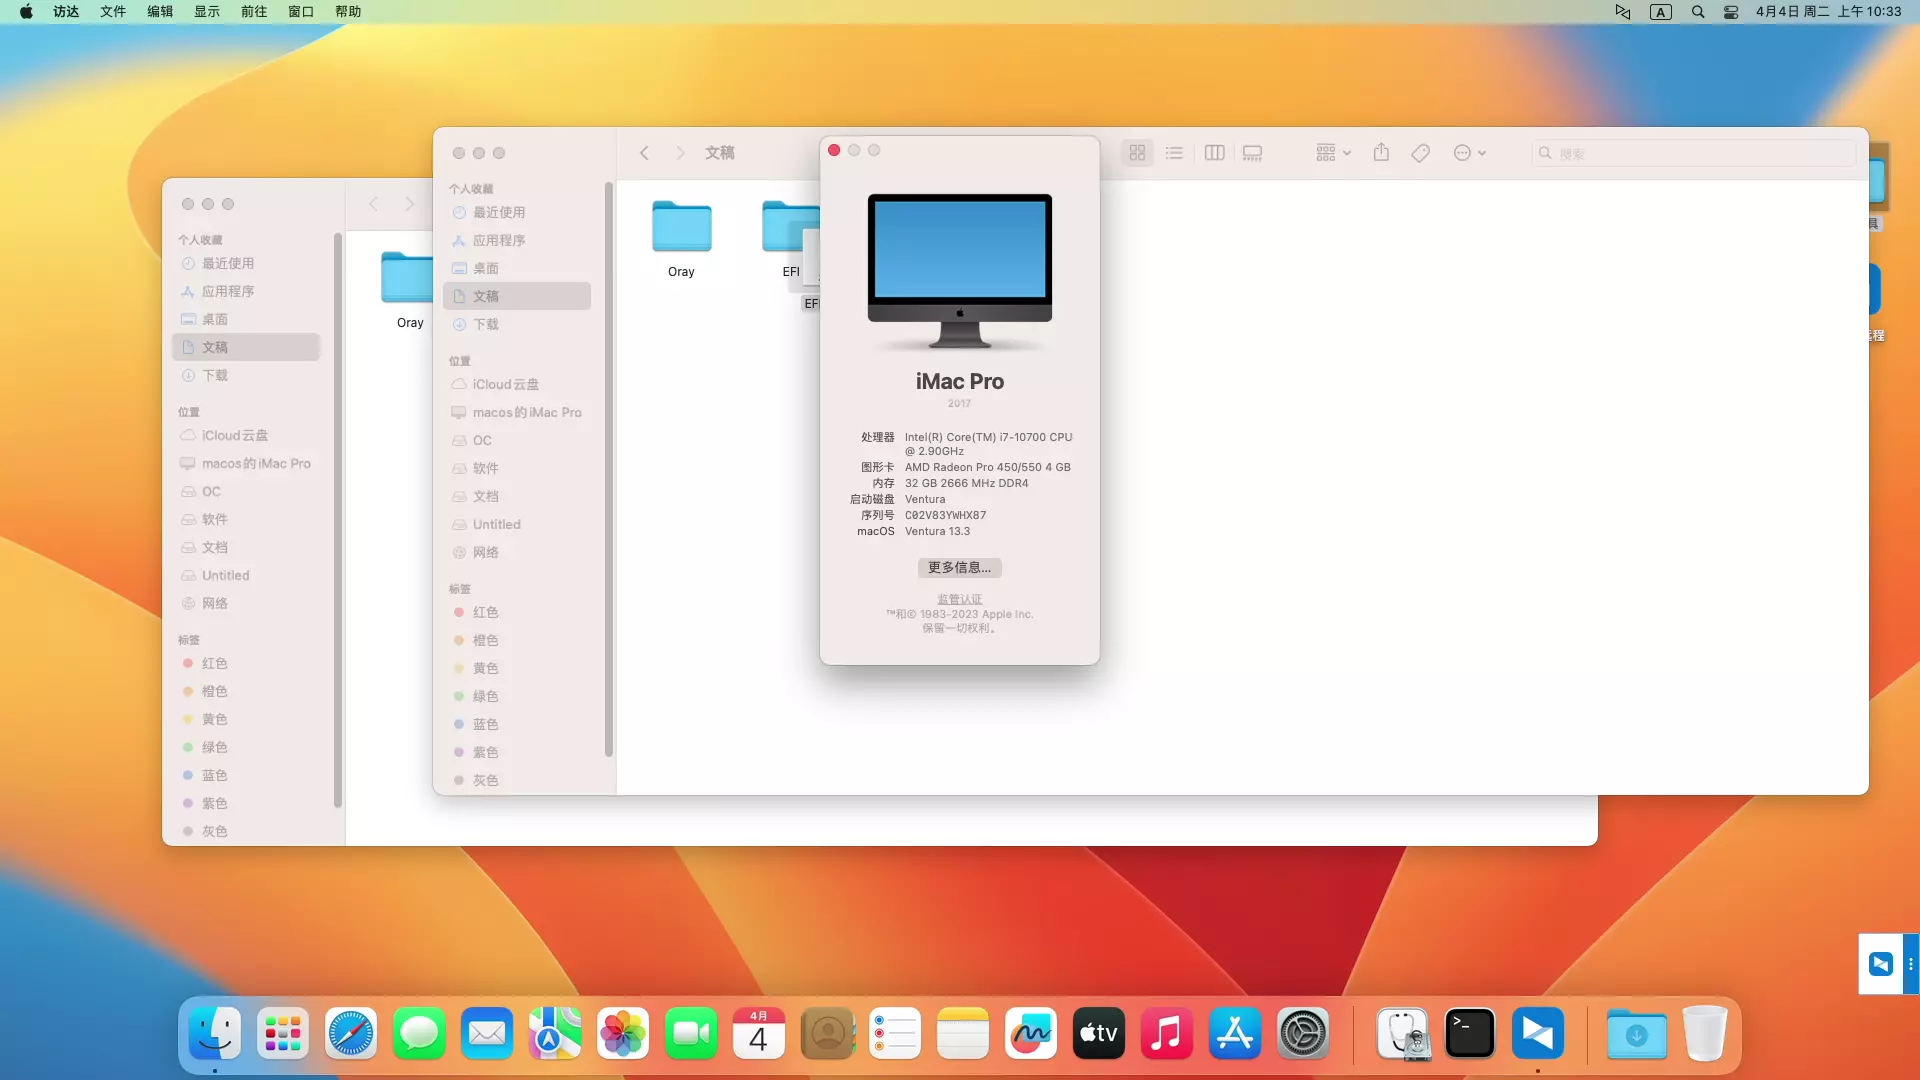 访达 文件 编辑 显示 前往 窗口 帮助
A 4月4日 周二 上午 10:33
个人收藏
最近使用
应用程序
桌面
文稿
下载
位置
iCloud云盘
macos的iMac Pro
OC
软件
文档
Untitled
网络
标签
红色
橙色
黄色
绿色
蓝色
紫色
灰色
Oray
文稿
搜索
个人收藏
最近使用
应用程序
桌面
文稿
下载
位置
iCloud云盘
macos的iMac Pro
OC
软件
文档
Untitled
网络
标签
红色
橙色
黄色
绿色
蓝色
紫色
灰色
Oray
EFI
iMac Pro
2017
处理器 Intel(R) Core(TM) i7-10700 CPU
@ 2.90GHz
图形卡 AMD Radeon Pro 450/550 4 GB
内存 32 GB 2666 MHz DDR4
启动磁盘 Ventura
序列号 C02V83YWHX87
macOS Ventura 13.3
更多信息...
监管认证
™和© 1983-2023 Apple Inc.
保留一切权利。
具
程
4月
4
tv
>_